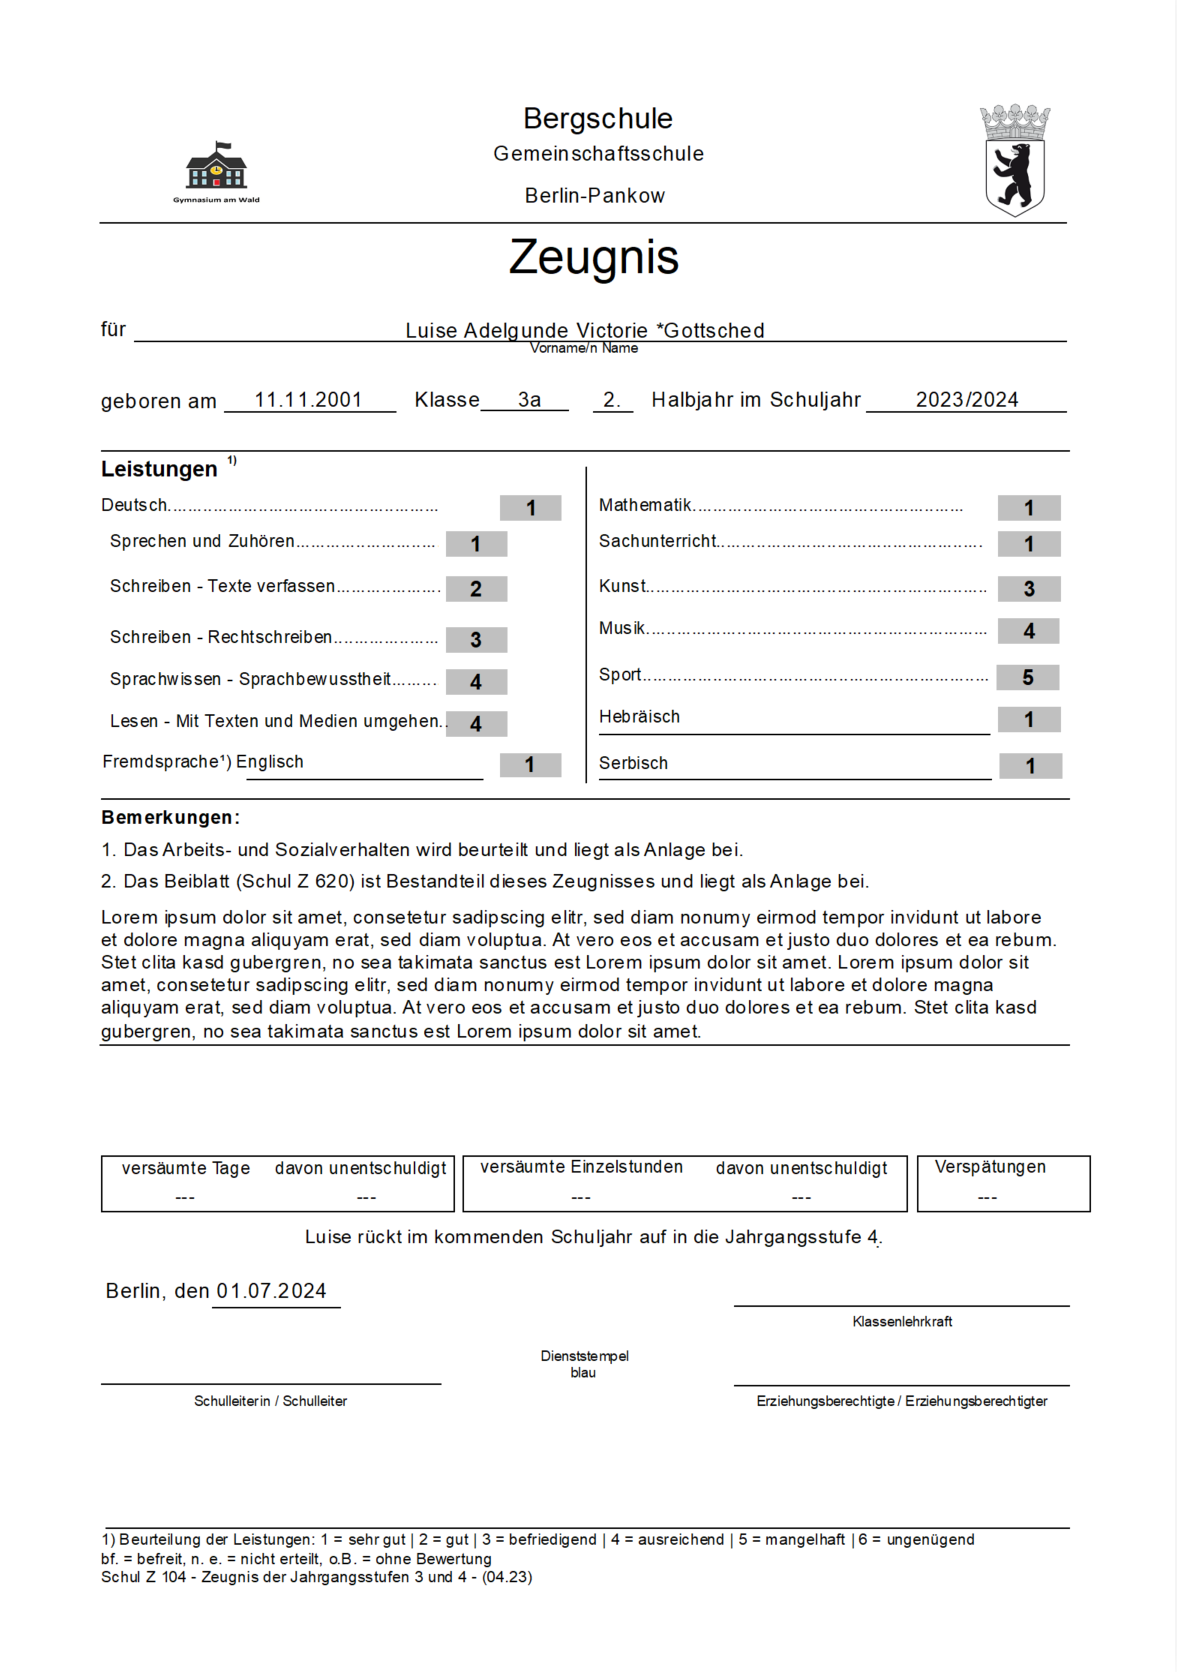 Bergschule
Gemeinschaftsschule
Berlin-Pankow
Gymnasium am Wald
Zeugnis
für Luise Adelgunde Victorie *Gottsched
Vorname/n Name
geboren am 11.11.2001 Klasse 3a 2. Halbjahr im Schuljahr 2023/2024
Leistungen 1)
Deutsch 1
Sprechen und Zuhören 1
Schreiben - Texte verfassen 2
Schreiben - Rechtschreiben 3
Sprachwissen - Sprachbewusstheit 4
Lesen - Mit Texten und Medien umgehen 4
Fremdsprache¹) Englisch 1
Mathematik 1
Sachunterricht 1
Kunst 3
Musik 4
Sport 5
Hebräisch 1
Serbisch 1
Bemerkungen:
1. Das Arbeits- und Sozialverhalten wird beurteilt und liegt als Anlage bei.
2. Das Beiblatt (Schul Z 620) ist Bestandteil dieses Zeugnisses und liegt als Anlage bei.
Lorem ipsum dolor sit amet, consetetur sadipscing elitr, sed diam nonumy eirmod tempor invidunt ut labore
et dolore magna aliquyam erat, sed diam voluptua. At vero eos et accusam et justo duo dolores et ea rebum.
Stet clita kasd gubergren, no sea takimata sanctus est Lorem ipsum dolor sit amet. Lorem ipsum dolor sit
amet, consetetur sadipscing elitr, sed diam nonumy eirmod tempor invidunt ut labore et dolore magna
aliquyam erat, sed diam voluptua. At vero eos et accusam et justo duo dolores et ea rebum. Stet clita kasd
gubergren, no sea takimata sanctus est Lorem ipsum dolor sit amet.
versäumte Tage davon unentschuldigt versäumte Einzelstunden davon unentschuldigt Verspätungen
--- --- --- --- ---
Luise rückt im kommenden Schuljahr auf in die Jahrgangsstufe 4.
Berlin, den 01.07.2024
Klassenlehrkraft
Dienststempel
blau
Schulleiterin / Schulleiter
Erziehungsberechtigte / Erziehungsberechtigter
1) Beurteilung der Leistungen: 1 = sehr gut | 2 = gut | 3 = befriedigend | 4 = ausreichend | 5 = mangelhaft | 6 = ungenügend
bf. = befreit, n. e. = nicht erteilt, o.B. = ohne Bewertung
Schul Z 104 - Zeugnis der Jahrgangsstufen 3 und 4 - (04.23)